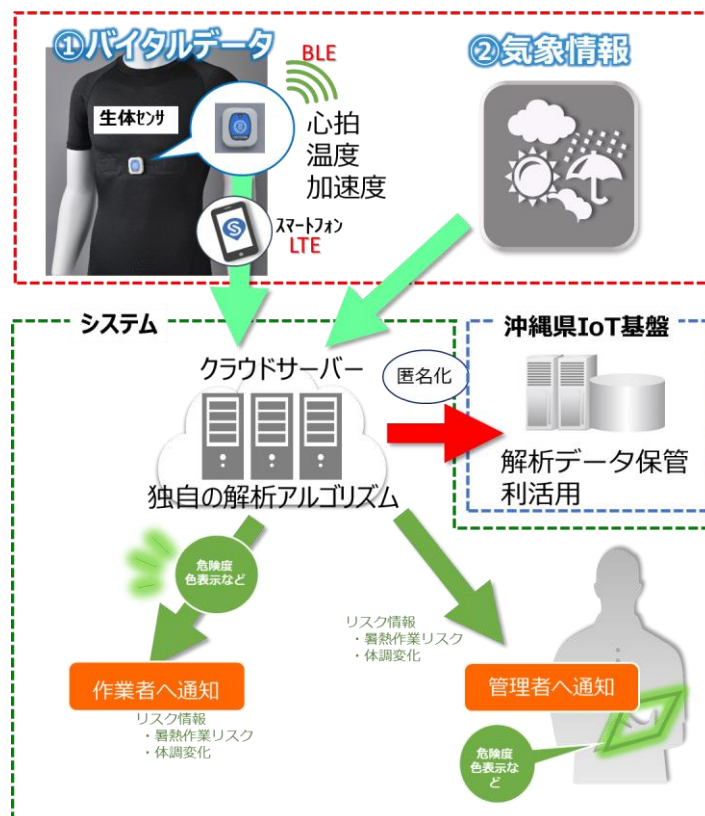 ①バイタルデータ
BLE
生体センサ
心拍
温度
加速度
スマートフォン
LTE
②気象情報
システム
クラウドサーバー
独自の解析アルゴリズム
匿名化
沖縄県IoT基盤
解析データ保管
利活用
危険度
色表示など
作業者へ通知
リスク情報
・暑熱作業リスク
・体調変化
リスク情報
・暑熱作業リスク
・体調変化
管理者へ通知
危険度
色表示な
ど